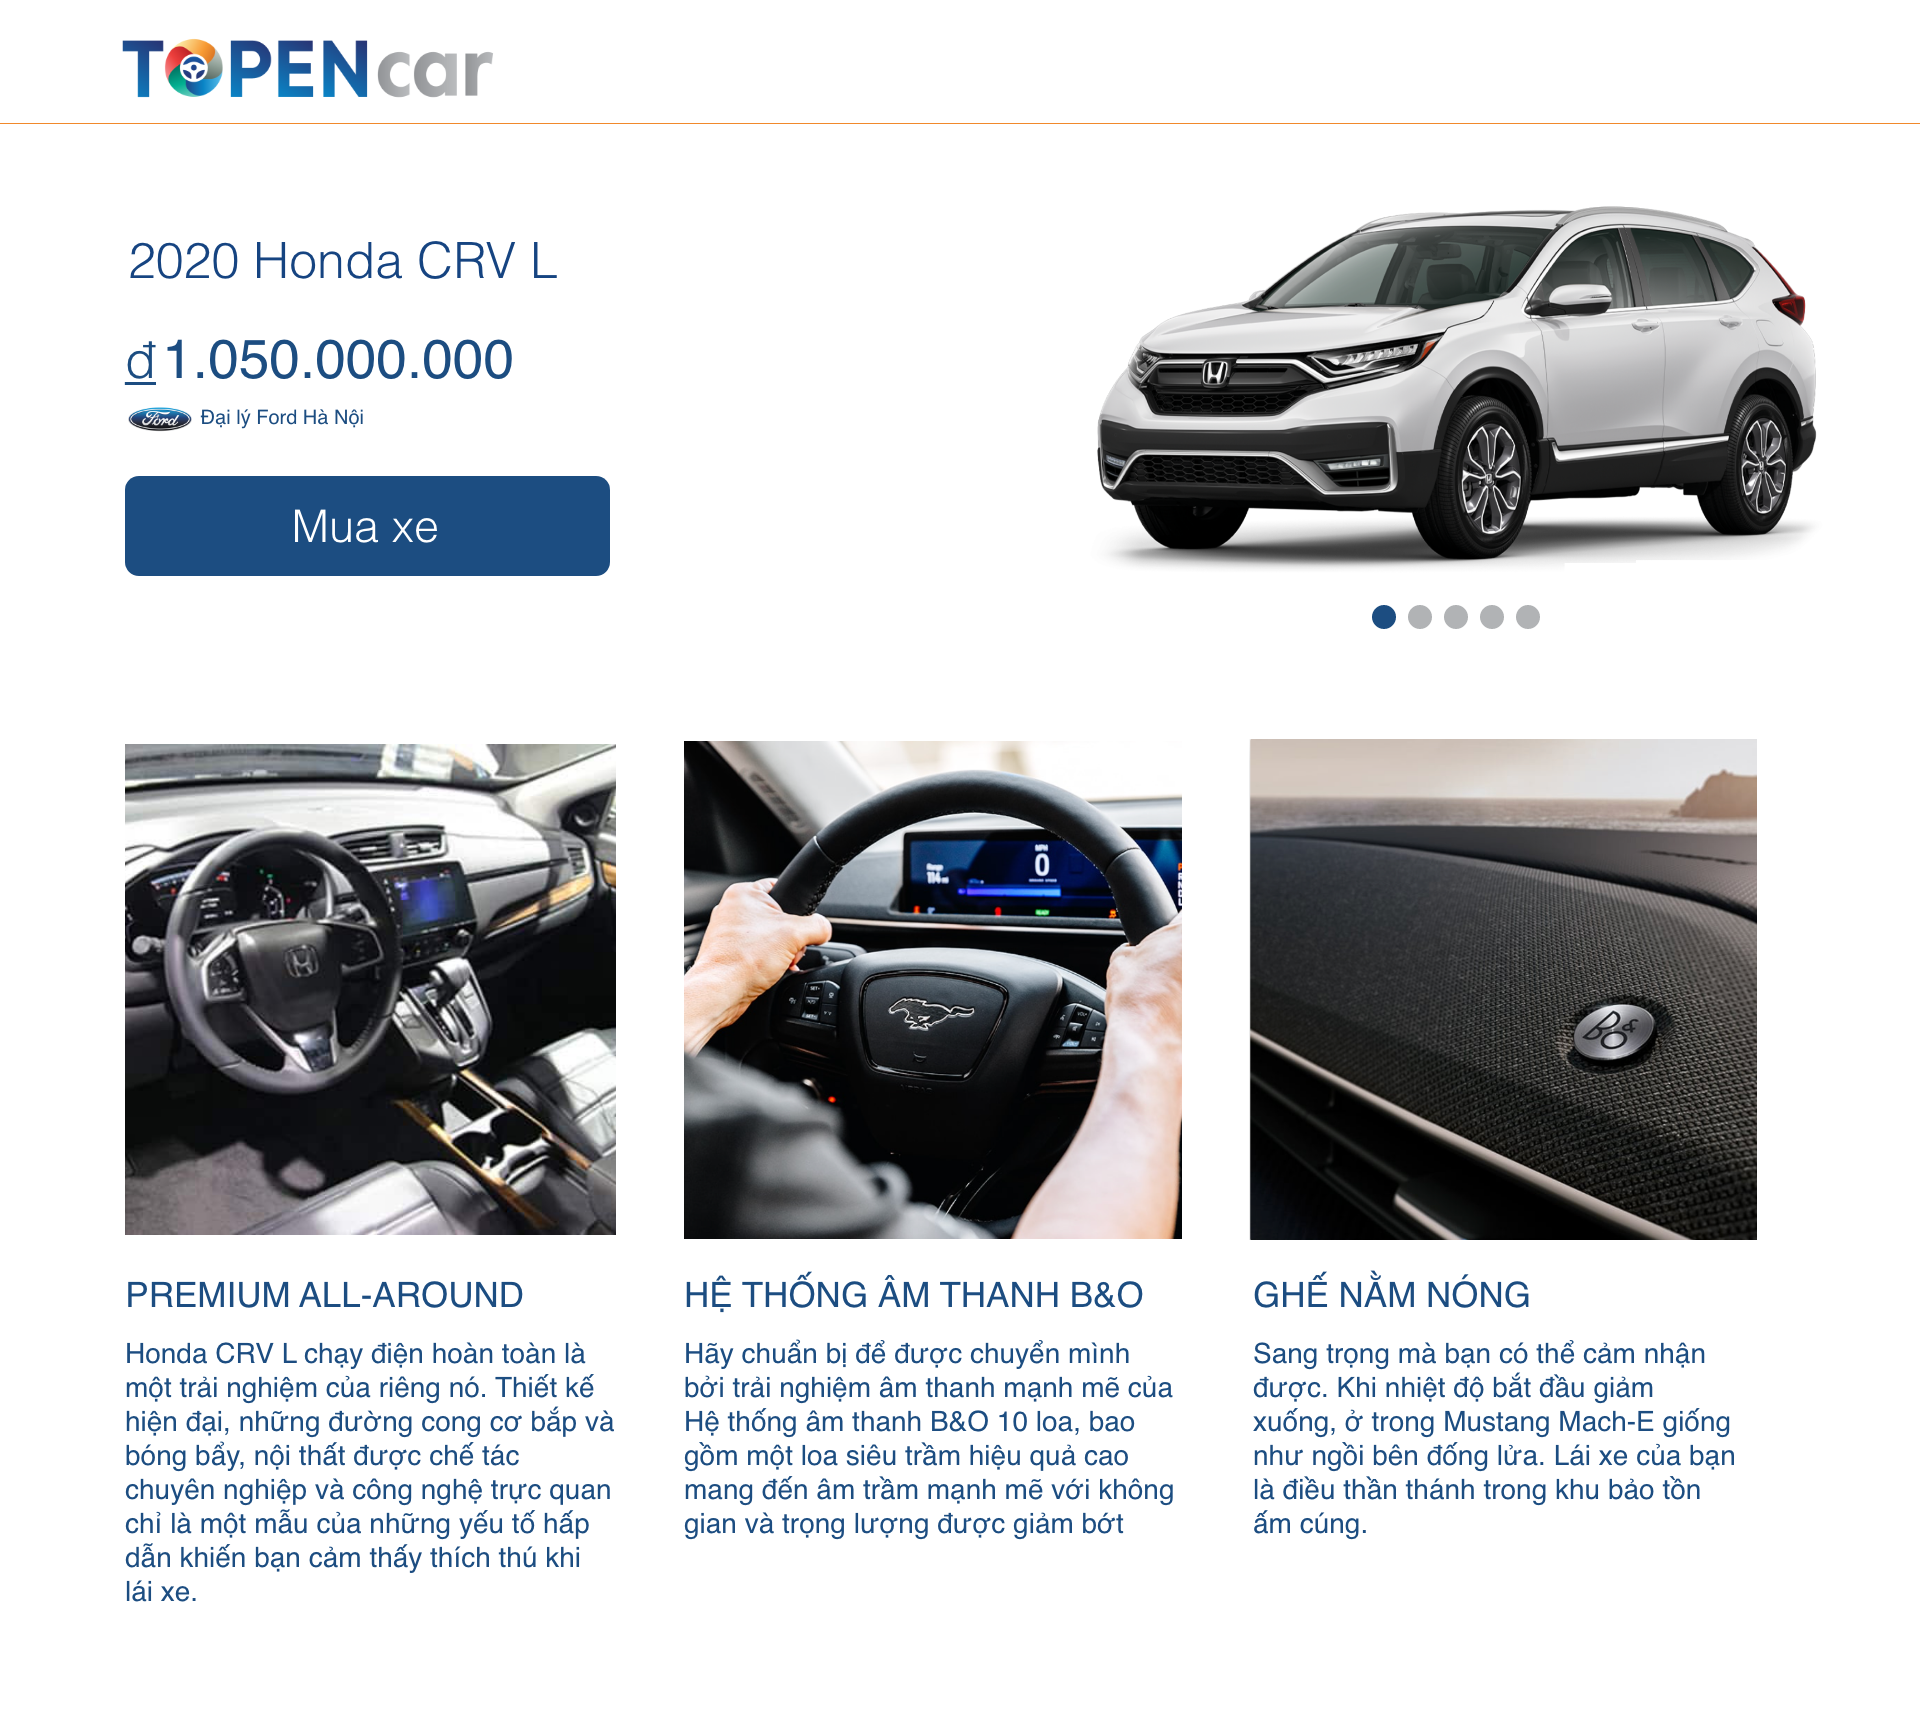 TOPENcar
2020 Honda CRV L
₫ 1.050.000.000
Ford Đại lý Ford Hà Nội
Mua xe
MPH
0
Range
114 mi
READY
B&O
PREMIUM ALL-AROUND
Honda CRV L chạy điện hoàn toàn là
một trải nghiệm của riêng nó. Thiết kế
hiện đại, những đường cong cơ bắp và
bóng bẩy, nội thất được chế tác
chuyên nghiệp và công nghệ trực quan
chỉ là một mẫu của những yếu tố hấp
dẫn khiến bạn cảm thấy thích thú khi
lái xe.
HỆ THỐNG ÂM THANH B&O
Hãy chuẩn bị để được chuyển mình
bởi trải nghiệm âm thanh mạnh mẽ của
Hệ thống âm thanh B&O 10 loa, bao
gồm một loa siêu trầm hiệu quả cao
mang đến âm trầm mạnh mẽ với không
gian và trọng lượng được giảm bớt
GHẾ NẰM NÓNG
Sang trọng mà bạn có thể cảm nhận
được. Khi nhiệt độ bắt đầu giảm
xuống, ở trong Mustang Mach-E giống
như ngồi bên đống lửa. Lái xe của bạn
là điều thần thánh trong khu bảo tồn
ấm cúng.